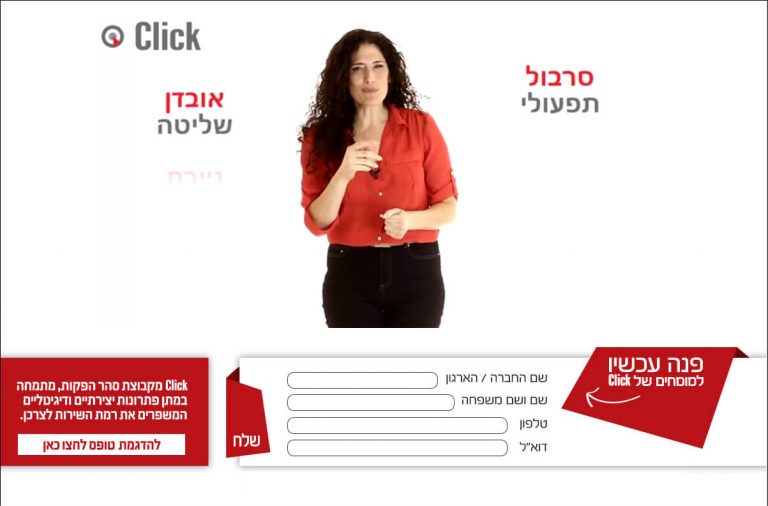 Click
סרבול
תפעולי
אובדן
שליטה
ניירת
פנה עכשיו
למומחים של Click
שם החברה / הארגון
שם ושם משפחה
טלפון
דוא"ל
שלח
Click מקבוצת סהר הפקות, מתמחה
במתן פתרונות יצירתיים ודיגיטליים
המשפרים את רמת השירות לצרכן.
להדגמת טופס לחצו כאן